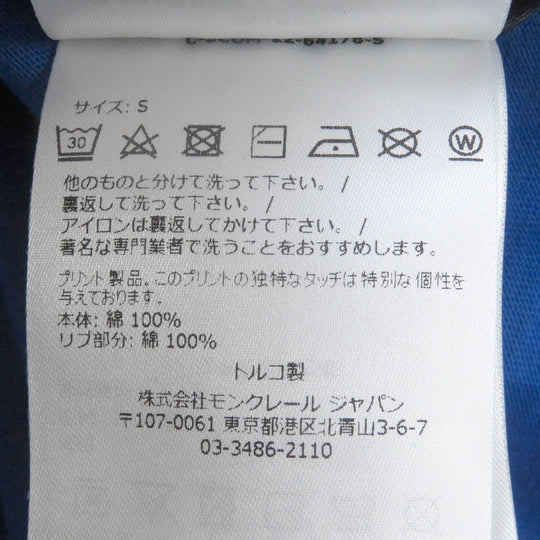 サイズ: S
30
W
他のものと分けて洗って下さい。 /
裏返して洗って下さい。 /
アイロンは裏返してかけて下さい。 /
著名な専門業者で洗うことをおすすめします。
プリント製品。このプリントの独特なタッチは特別な個性を
与えております。
本体: 綿 100%
リブ部分: 綿 100%
トルコ製
株式会社モンクレール ジャパン
〒107-0061 東京都港区北青山3-6-7
03-3486-2110